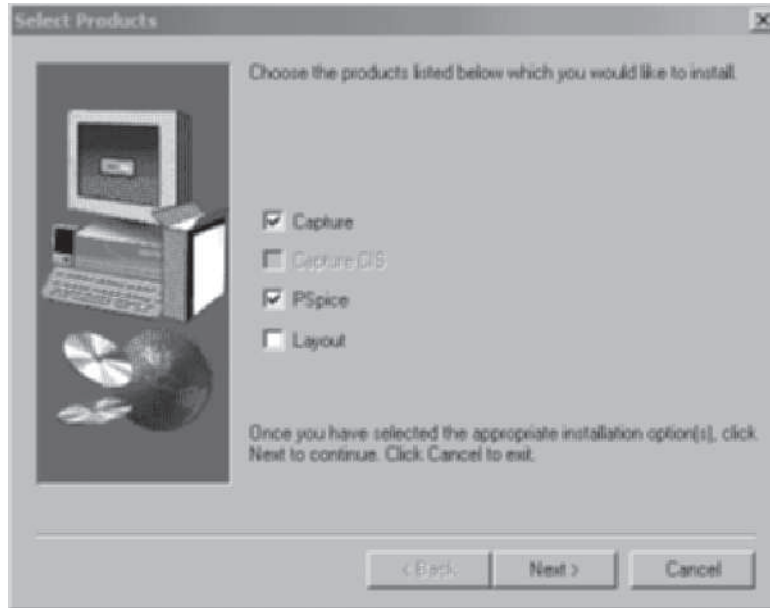 Select Products
Choose the products listed below which you would like to install.
Capture
Capture CIS
PSpice
Layout
Once you have selected the appropriate installation option(s), click
Next to continue. Click Cancel to exit.
< Back
Next >
Cancel